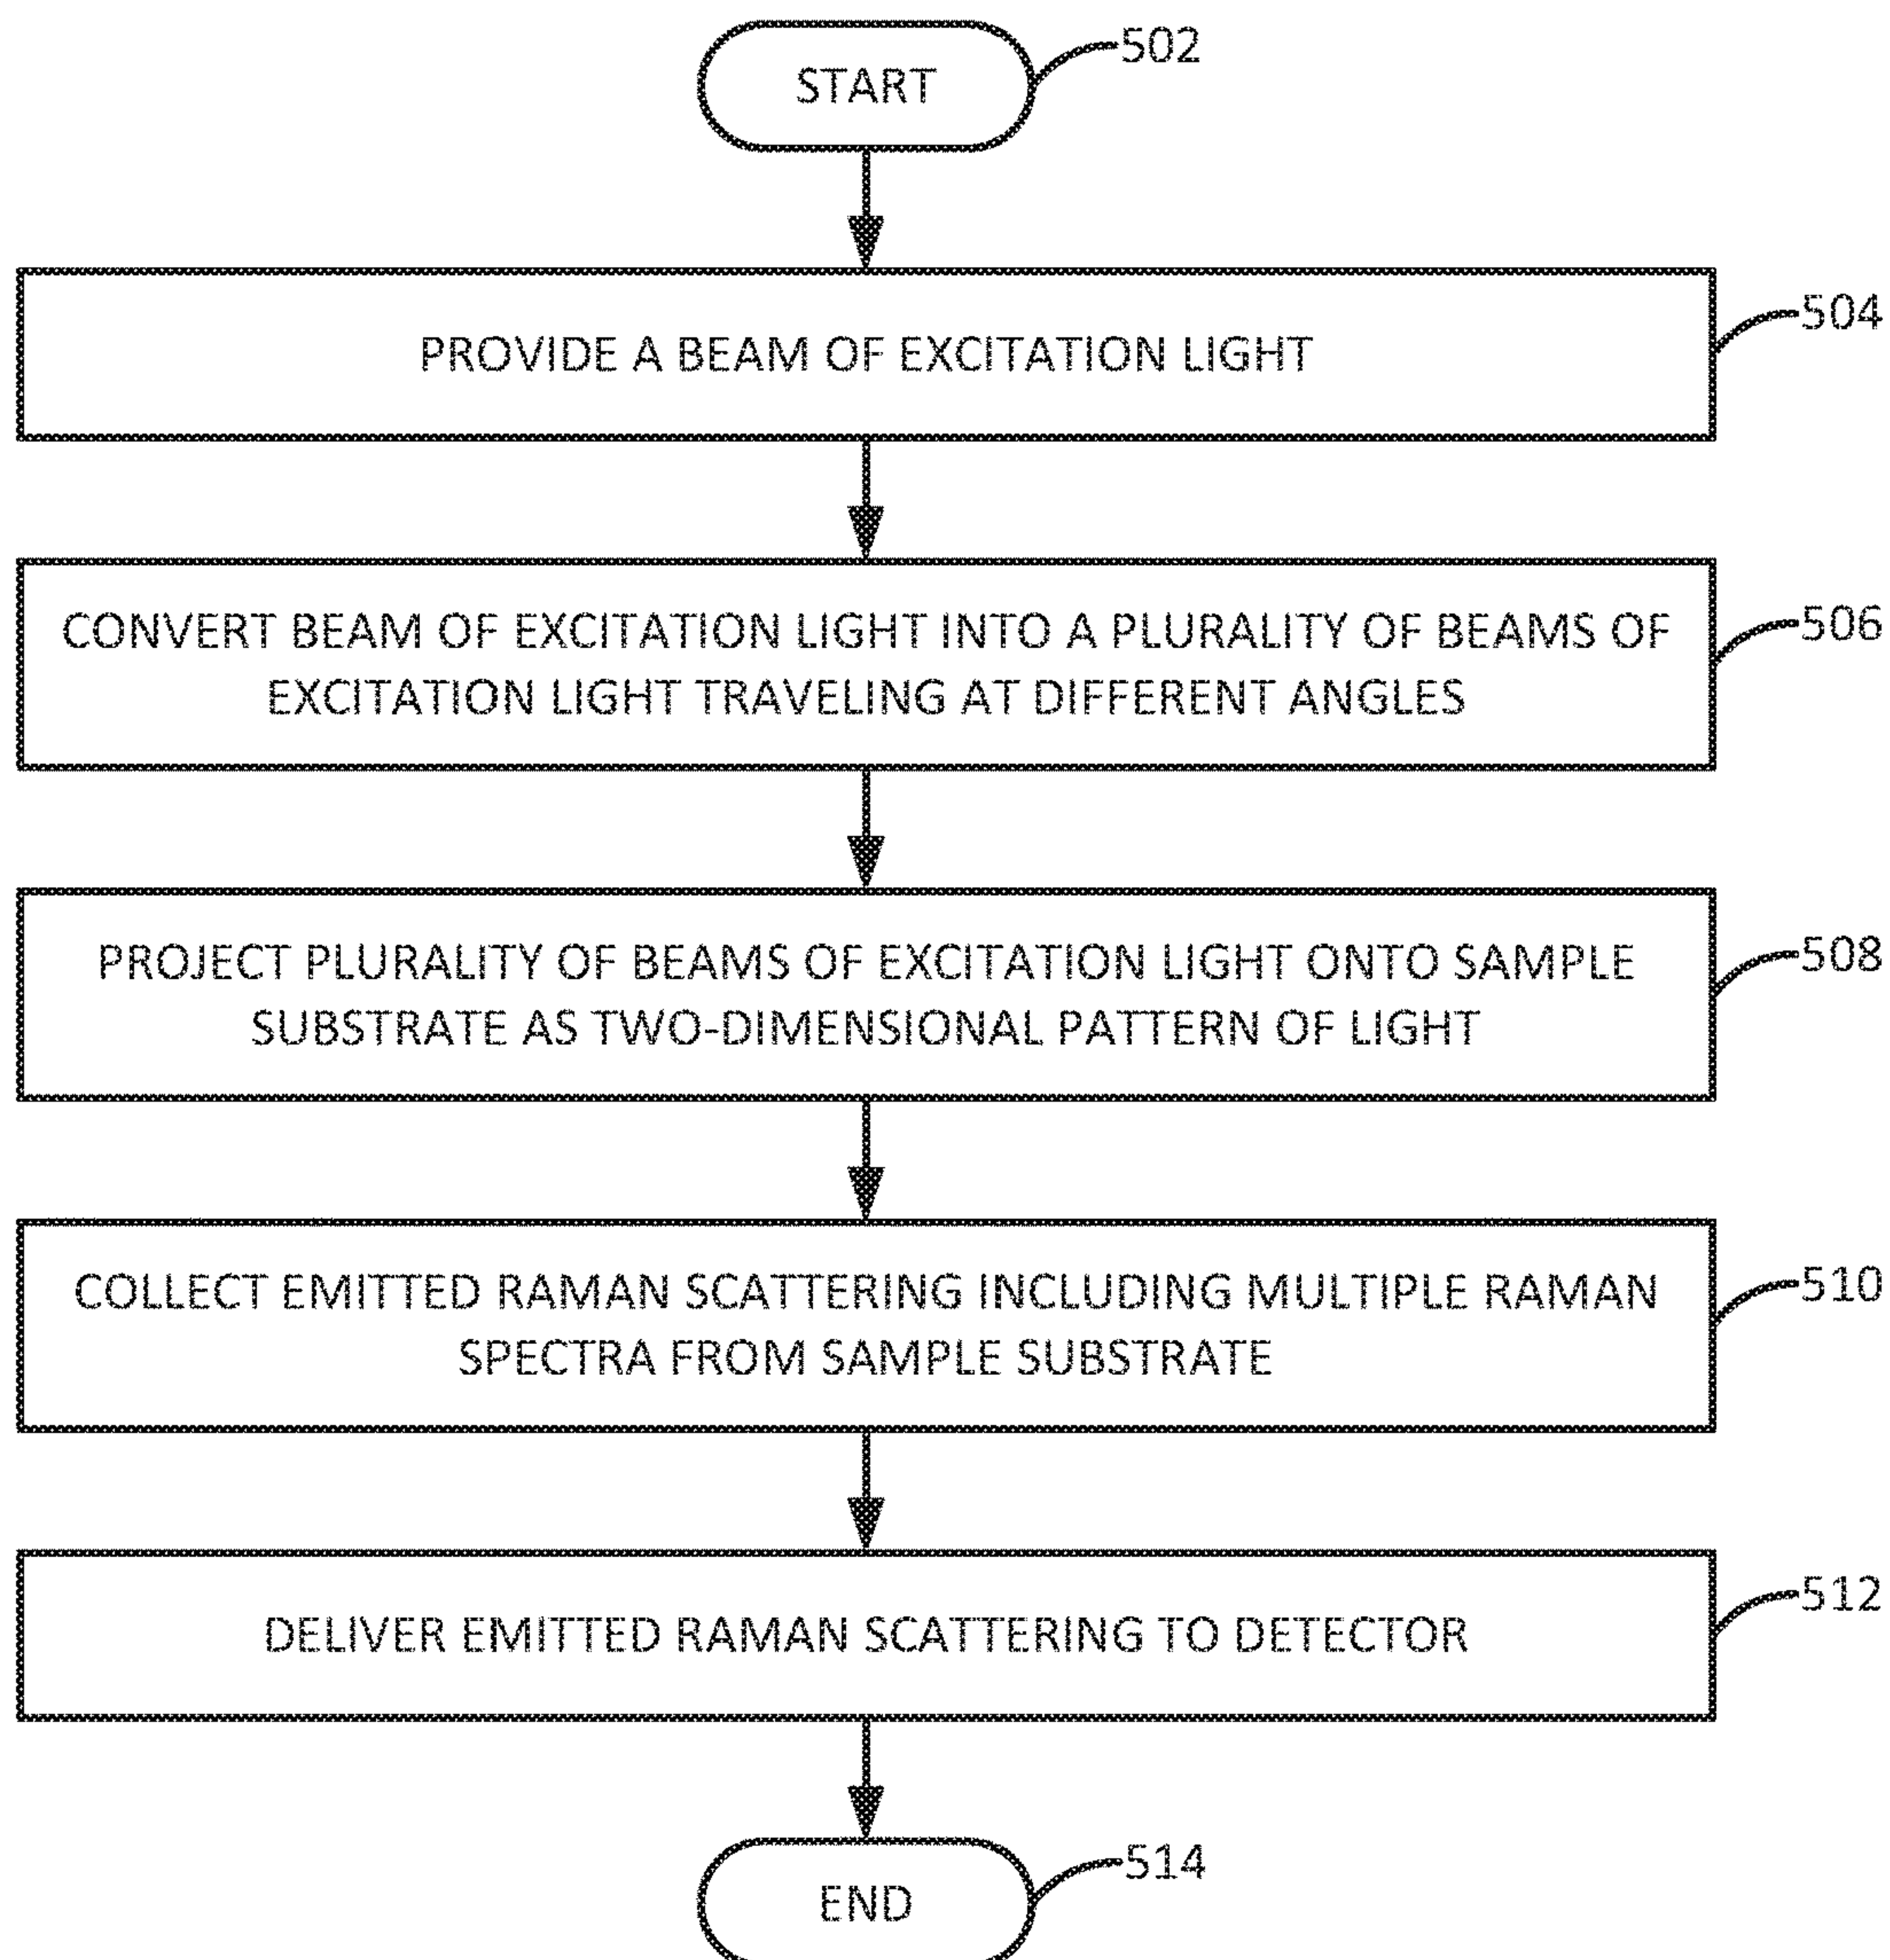 START
502
PROVIDE A BEAM OF EXCITATION LIGHT
504
CONVERT BEAM OF EXCITATION LIGHT INTO A PLURALITY OF BEAMS OF
EXCITATION LIGHT TRAVELING AT DIFFERENT ANGLES
506
PROJECT PLURALITY OF BEAMS OF EXCITATION LIGHT ONTO SAMPLE
SUBSTRATE AS TWO-DIMENSIONAL PATTERN OF LIGHT
508
COLLECT EMITTED RAMAN SCATTERING INCLUDING MULTIPLE RAMAN
SPECTRA FROM SAMPLE SUBSTRATE
510
DELIVER EMITTED RAMAN SCATTERING TO DETECTOR
512
END
514